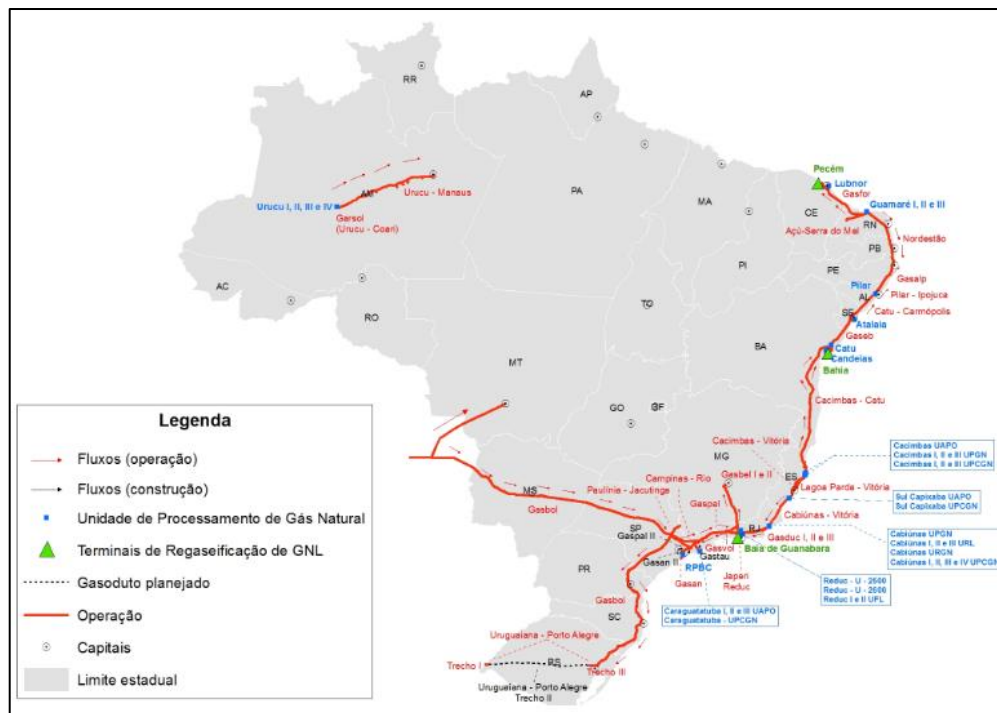 RR
AP
AM
Urucu - Manaus
Urucu I, II, III e IV
Garsol
(Urucu - Coari)
PA
MA
Pecém
Lubnor
Gasfor
CE
Guamaré I, II e III
Açú-Serra do Mel
RN
Nordestão
PB
PI
PE
Gasalp
AC
Pilar
AL
Pilar - Ipojuca
TO
RO
SE
Catu - Carmópolis
Atalaia
Gaseb
BA
Catu
Candeias
MT
Bahia
GO
DF
Cacimbas - Catu
Legenda
Fluxos (operação)
Fluxos (construção)
Unidade de Processamento de Gás Natural
Terminais de Regaseificação de GNL
Gasoduto planejado
Operação
Capitais
Limite estadual
Cacimbas - Vitória
Cacimbas UAPO
Cacimbas I, II e III UPGN
Cacimbas I, II e III UPCGN
MG
Campinas - Rio
Gasbel I e II
ES
Lagoa Parda - Vitória
Paulínia - Jacutinga
MS
Gasbol
Gaspal
Sul Capixaba UAPO
Sul Capixaba UPCGN
Cabiúnas - Vitória
SP
Gaspal II
RJ
Gasduc I, II e III
Baía de Guanabara
Cabiúnas UPGN
Cabiúnas I, II e III URL
Cabiúnas URGN
Cabiúnas I, II, III e IV UPCGN
Gasan II
Gasvol
Gastau
RPBC
PR
Gasan
Japeri
Reduc
Reduc - U - 2500
Reduc - U - 2600
Reduc I e II UFL
Gasbol
Caraguatatuba I, II e III UAPO
Caraguatatuba - UPCGN
SC
Uruguaiana - Porto Alegre
Trecho I
RS
Trecho III
Uruguaiana - Porto Alegre
Trecho II